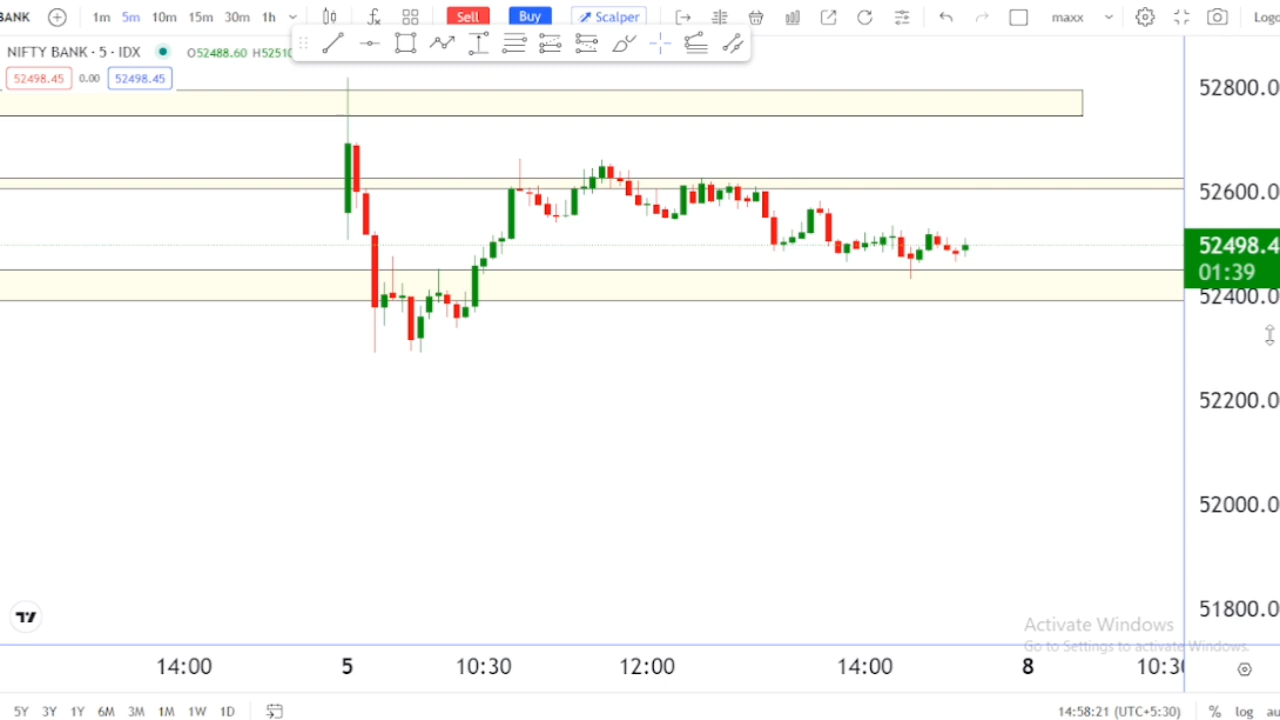 BANK 1m 5m 10m 15m 30m 1h Sell Buy Scalper maxx
NIFTY BANK · 5 · IDX O52488.60 H5251
52498.45 0.00 52498.45
52800.0
52600.0
52498.4
01:39
52400.0
52200.0
52000.0
51800.0
Activate Windows
Go to Settings to activate Windows.
14:00 5 10:30 12:00 14:00 8 10:30
5Y 3Y 1Y 6M 3M 1M 1W 1D 14:58:21 (UTC+5:30) % log au